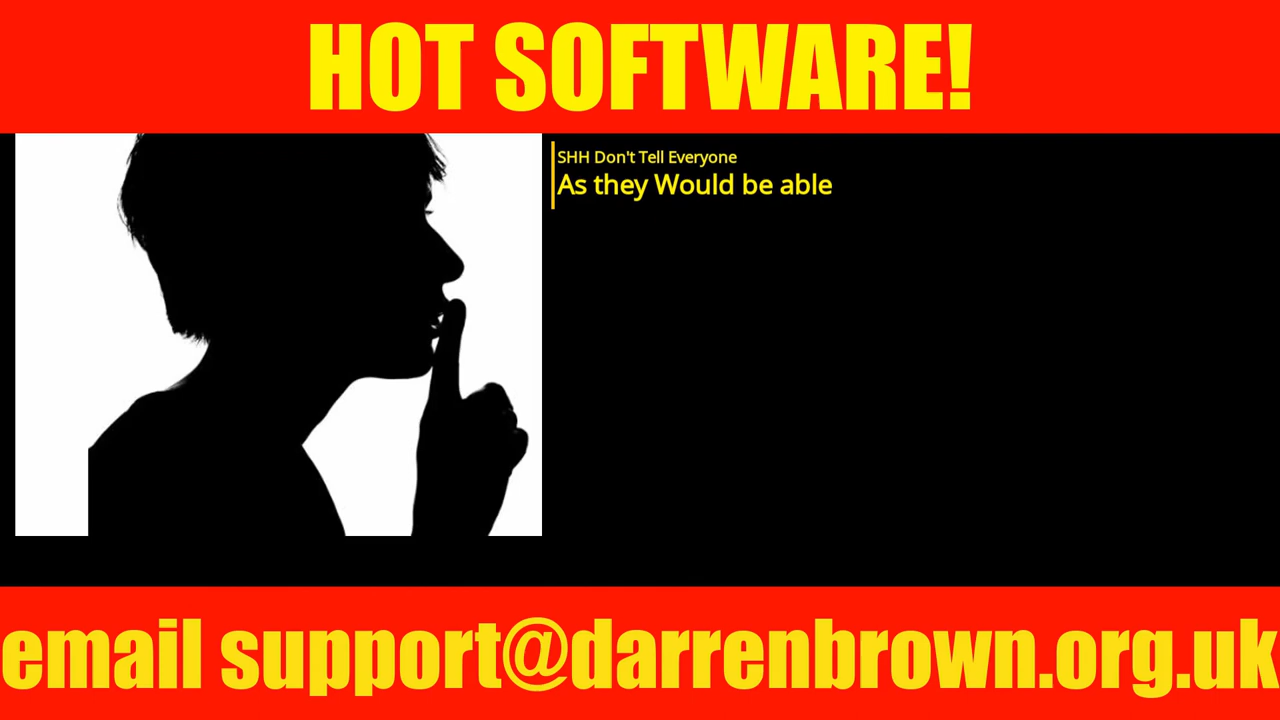 HOT SOFTWARE!
SHH Don't Tell Everyone
As they Would be able
email support@darrenbrown.org.uk